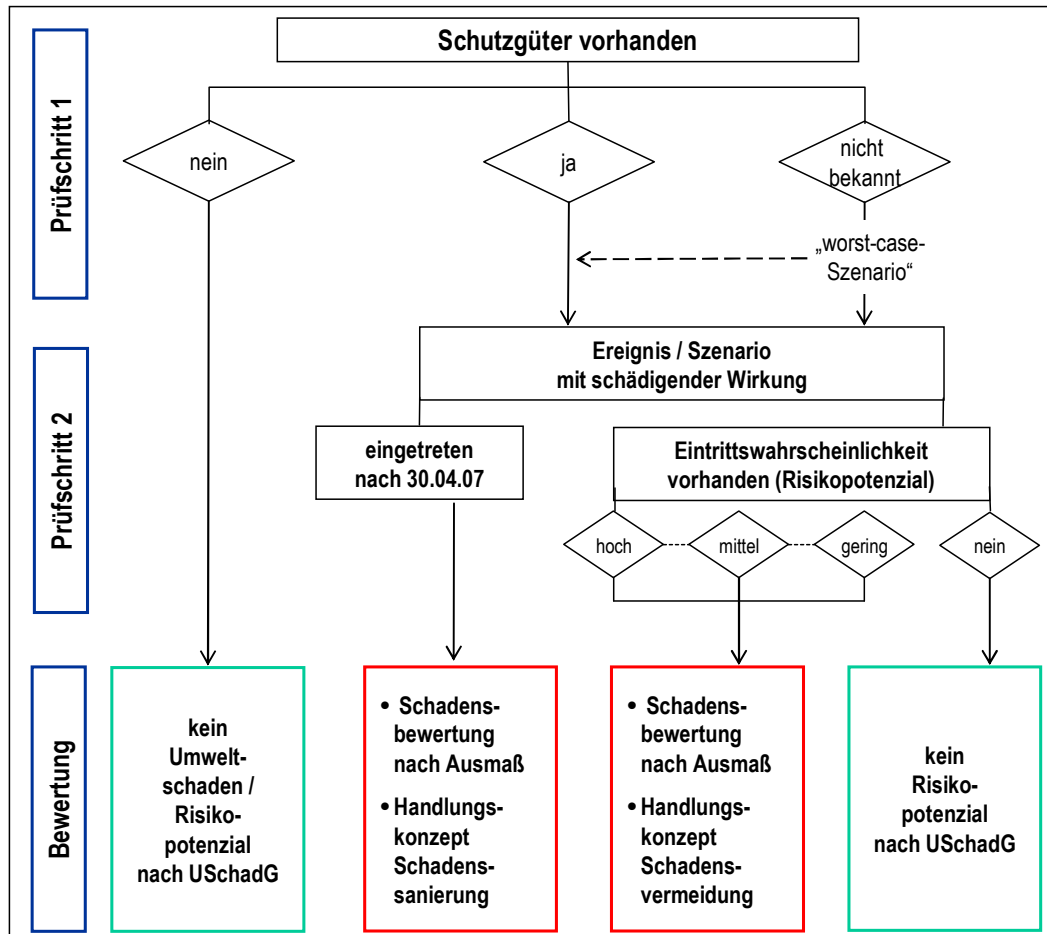 Prüfschritt 1
Schutzgüter vorhanden
nein
ja
nicht
bekannt
„worst-case-
Szenario“
Prüfschritt 2
Ereignis / Szenario
mit schädigender Wirkung
eingetreten
nach 30.04.07
Eintrittswahrscheinlichkeit
vorhanden (Risikopotenzial)
hoch
mittel
gering
nein
Bewertung
kein
Umwelt-
schaden /
Risiko-
potenzial
nach USchadG
• Schadens-
bewertung
nach Ausmaß
• Handlungs-
konzept
Schadens-
sanierung
• Schadens-
bewertung
nach Ausmaß
• Handlungs-
konzept
Schadens-
vermeidung
kein
Risiko-
potenzial
nach USchadG